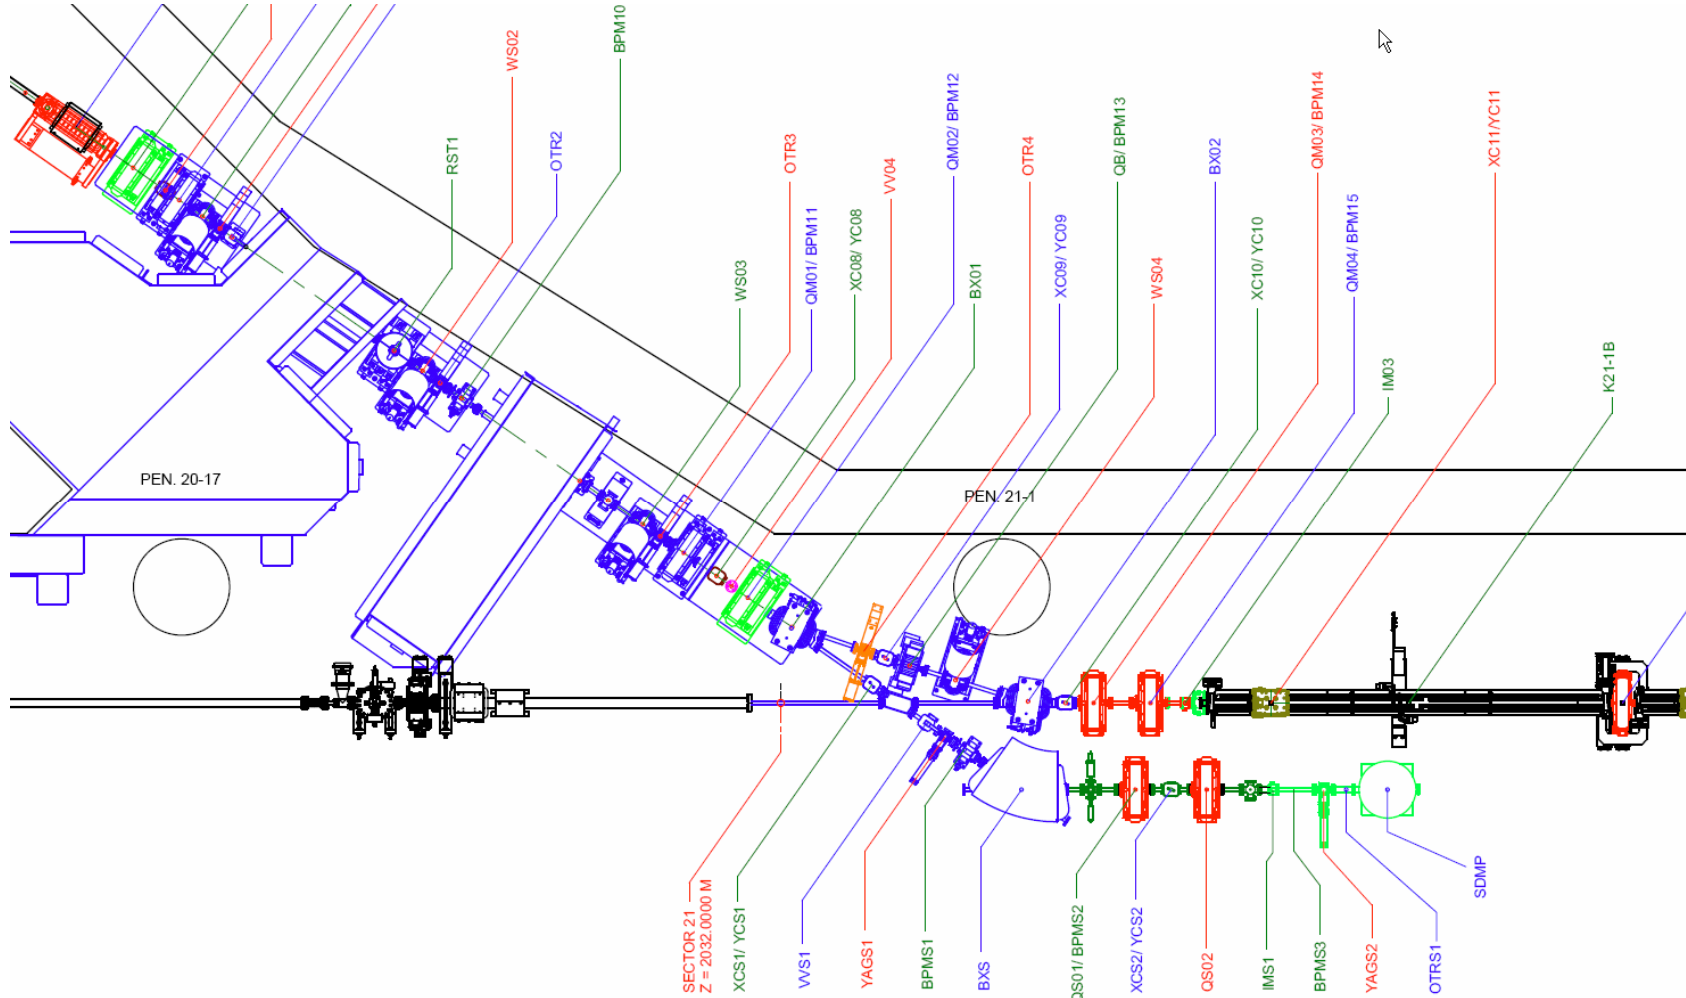 WS02
BPM10
RST1
OTR2
OTR3
WS03
QM01/ BPM11
XC08/ YC08
VV04
QM02/ BPM12
BX01
OTR4
XC09/ YC09
QB/ BPM13
WS04
BX02
XC10/ YC10
QM03/ BPM14
QM04/ BPM15
IM03
XC11/YC11
K21-1B
PEN. 20-17
PEN. 21-1
SECTOR 21
Z = 2032.0000 M
XCS1/ YCS1
VVS1
YAGS1
BPMS1
BXS
QS01/ BPMS2
XCS2/ YCS2
QS02
IMS1
BPMS3
YAGS2
OTRS1
SDMP